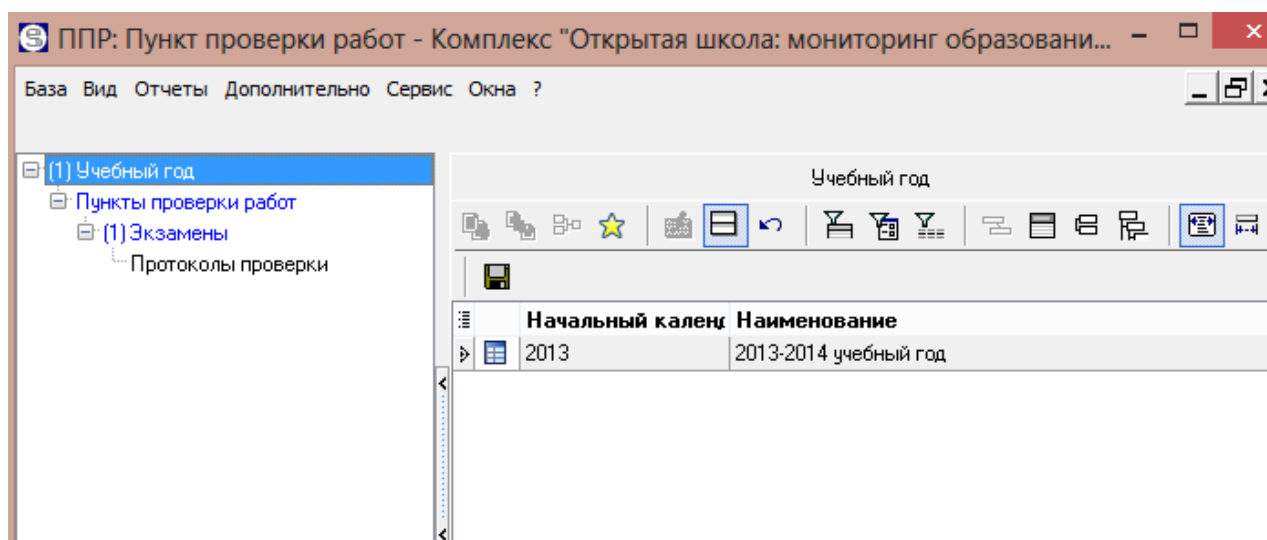 ППР: Пункт проверки работ - Комплекс "Открытая школа: мониторинг образовани...
База Вид Отчеты Дополнительно Сервис Окна ?
(1) Учебный год
Пункты проверки работ
(1) Экзамены
Протоколы проверки
Учебный год
Начальный календ Наименование
2013 2013-2014 учебный год